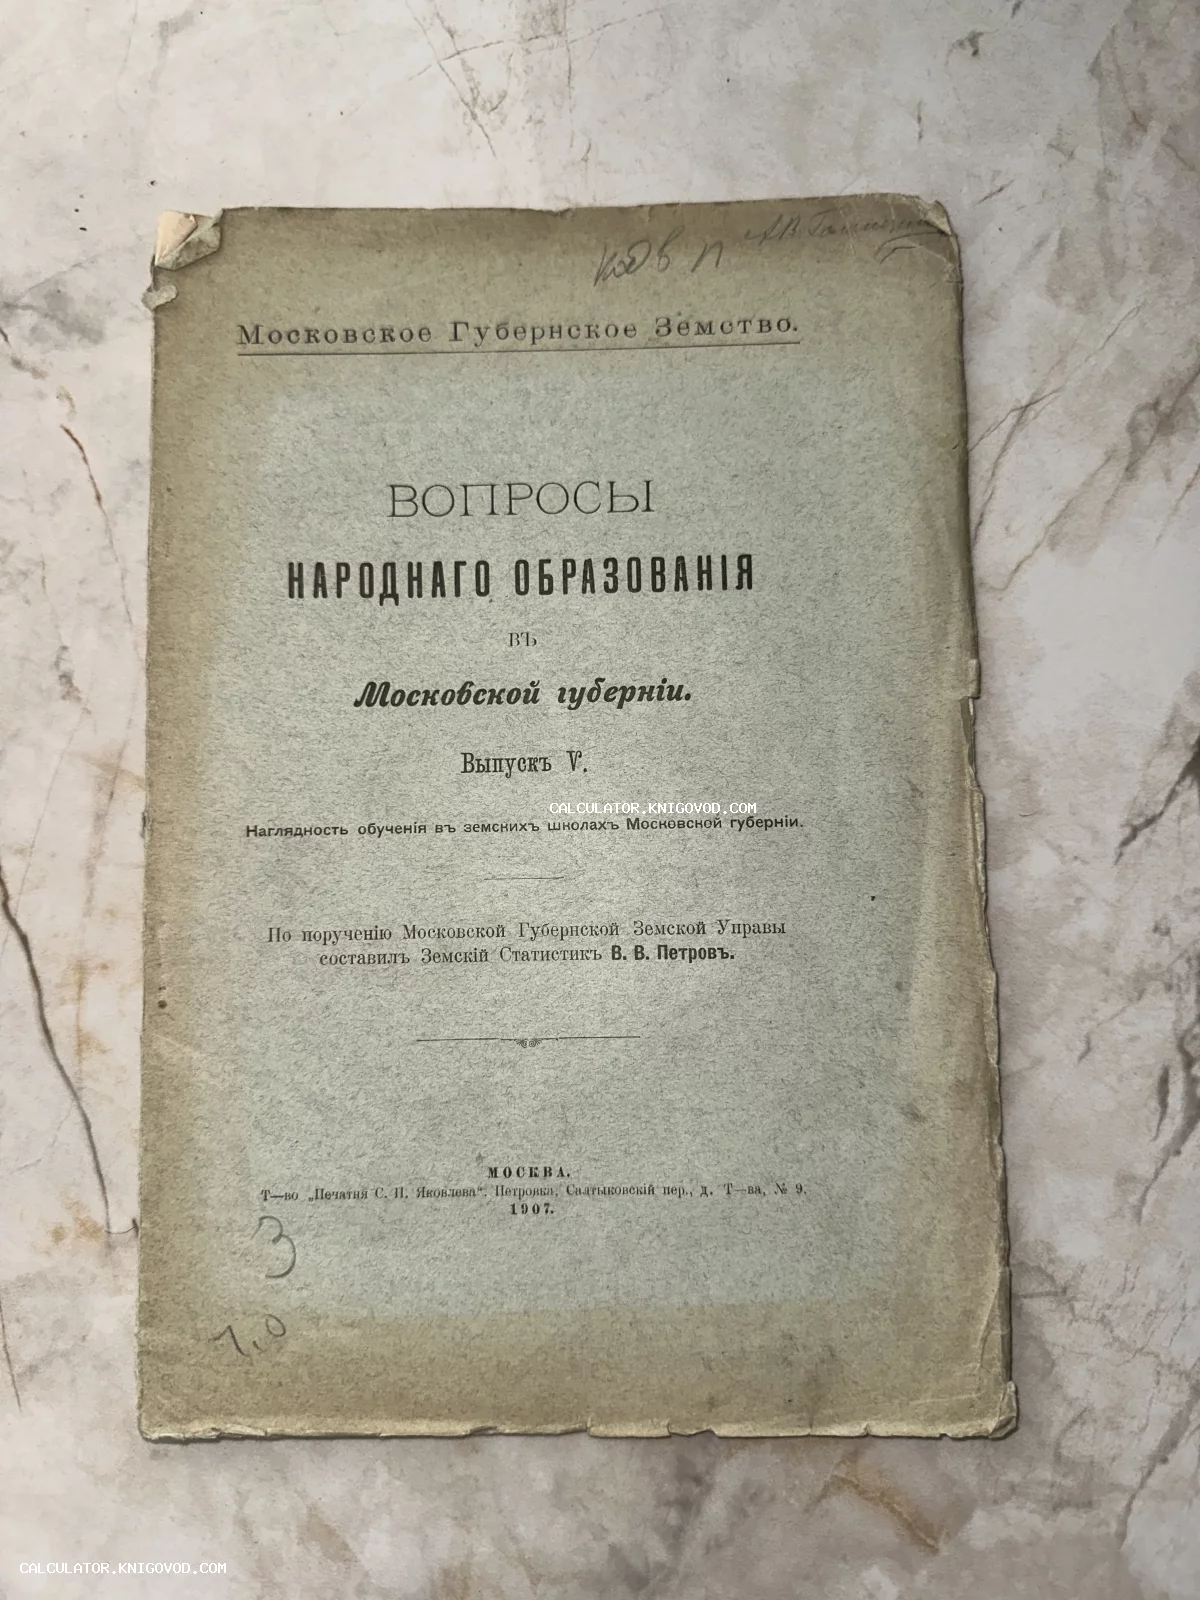 А В
Московское Губернское Земство.
ВОПРОСЫ
НАРОДНАГО ОБРАЗОВАНІЯ
ВЪ
Московской губерніи.
Выпускъ V.
CALCULATOR.KNIGOVOD.COM
Наглядность обученія въ земскихъ школахъ Московской губерніи.
По порученію Московской Губернской Земской Управы
составилъ Земскій Статистикъ В. В. Петровъ.
МОСКВА.
Т—во „Печатня С. П. Яковлева“. Петровка, Салтыковскій пер., д. Т—ва, № 9.
1907.
3
1.0
CALCULATOR.KNIGOVOD.COM